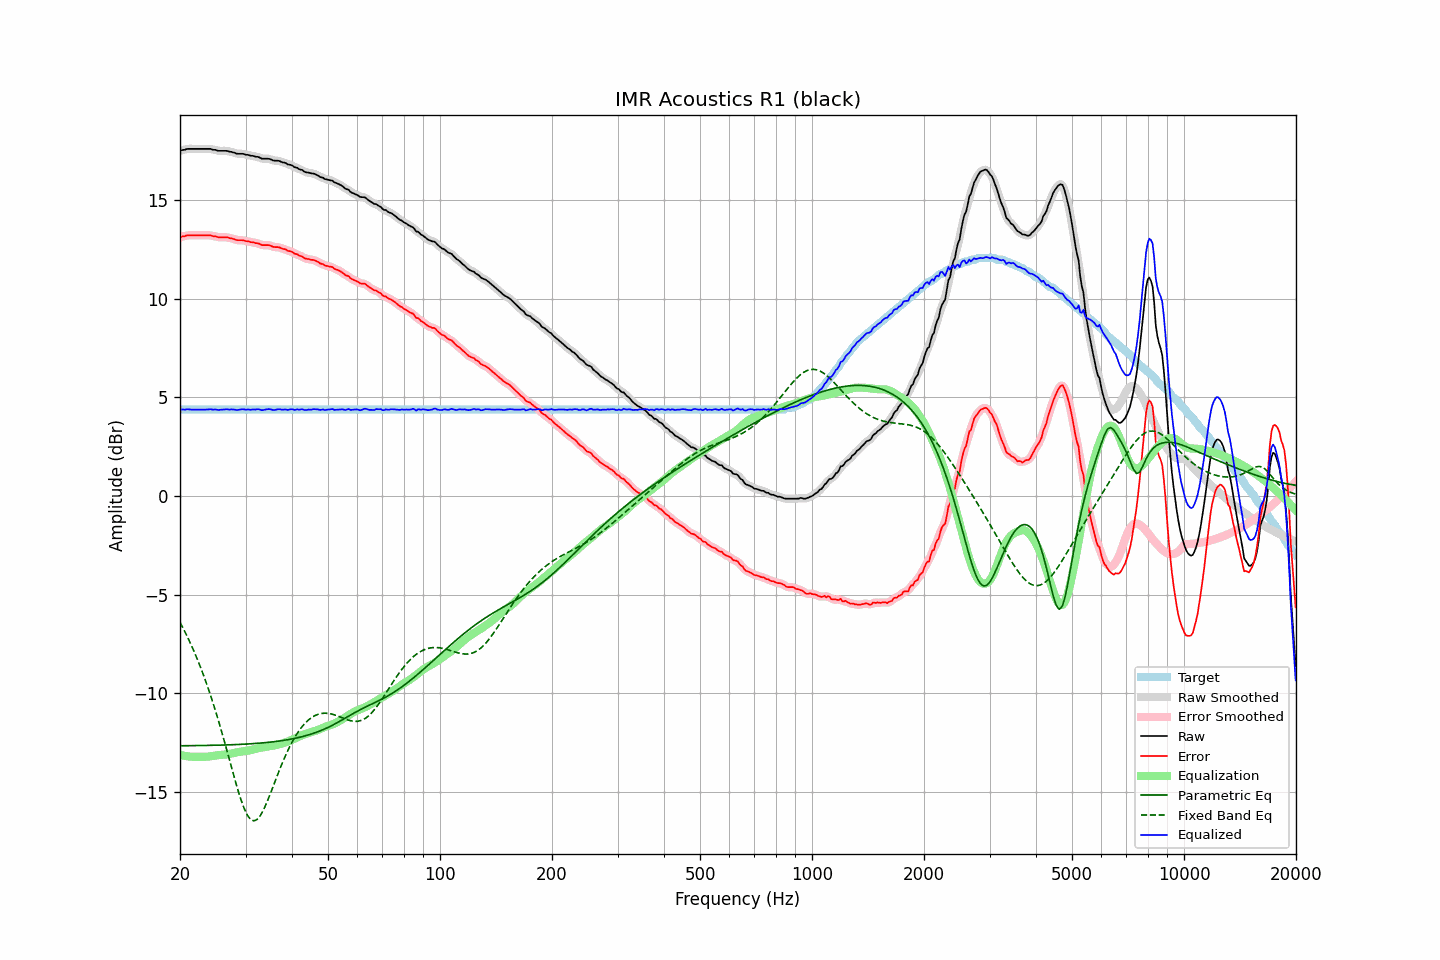 IMR Acoustics R1 (black)
Amplitude (dBr)
15
10
5
0
−5
−10
−15
20
50
100
200
500
1000
2000
5000
10000
20000
Frequency (Hz)
Target
Raw Smoothed
Error Smoothed
Raw
Error
Equalization
Parametric Eq
Fixed Band Eq
Equalized